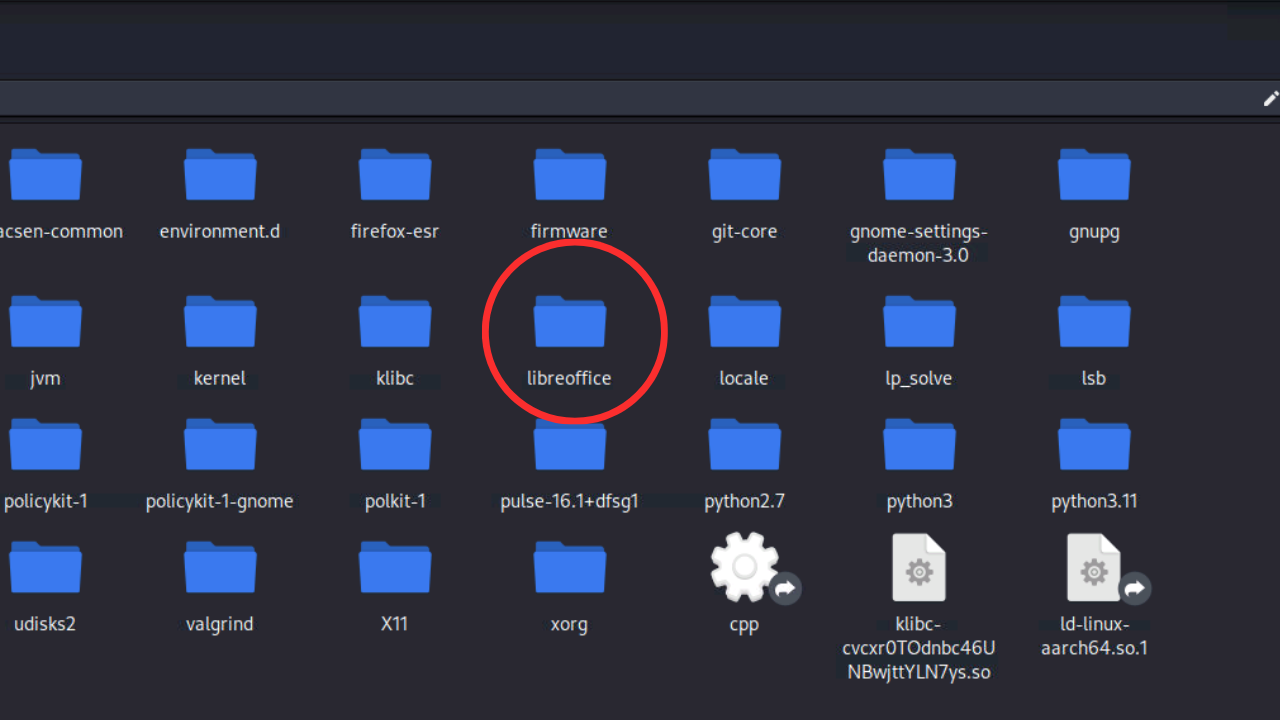 acsen-common
environment.d
firefox-esr
firmware
git-core
gnome-settings-
daemon-3.0
gnupg
jvm
kernel
klibc
libreoffice
locale
lp_solve
lsb
policykit-1
policykit-1-gnome
polkit-1
pulse-16.1+dfsg1
python2.7
python3
python3.11
udisks2
valgrind
X11
xorg
cpp
klibc-
cvcxr0TOdnbc46U
NBwjttYLN7ys.so
ld-linux-
aarch64.so.1